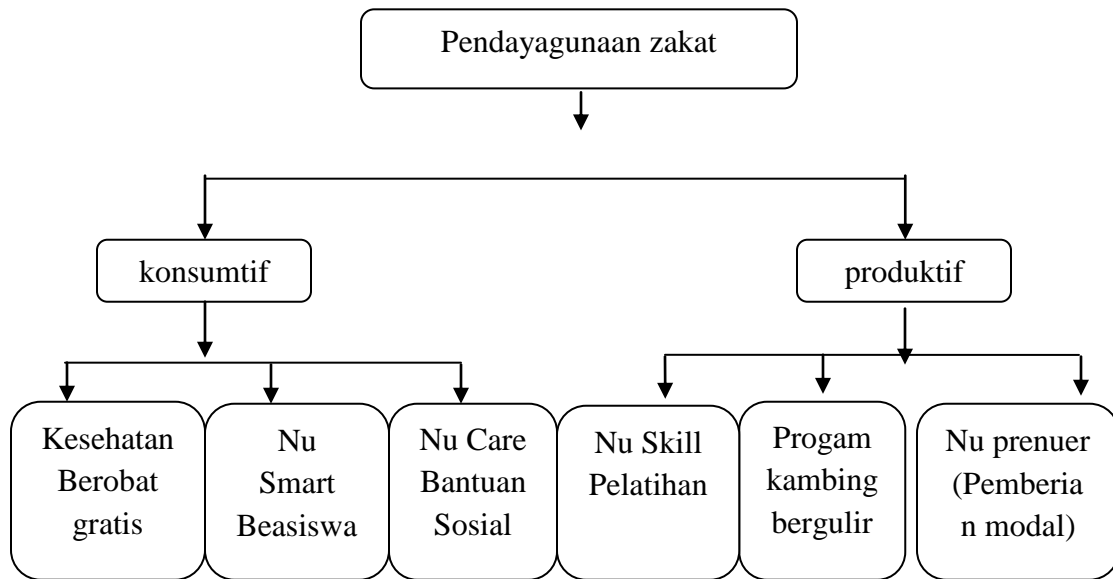 Pendayagunaan zakat
konsumtif
produktif
Kesehatan
Berobat
gratis
Nu
Smart
Beasiswa
Nu Care
Bantuan
Sosial
Nu Skill
Pelatihan
Progam
kambing
bergulir
Nu prenuer
(Pemberia
n modal)